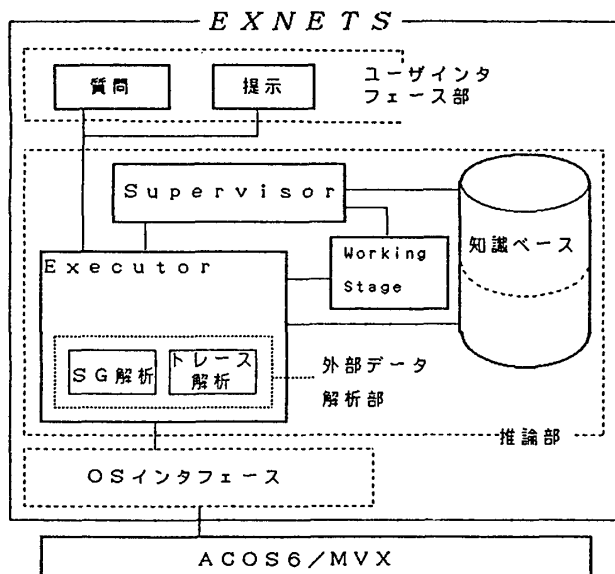 EXNETS
質問
提示
ユーザインタ
フェース部
Supervisor
知識ベース
Executor
Working
Stage
SG解析
トレース
解析
外部データ
解析部
推論部
OSインタフェース
ACOS6/MVX